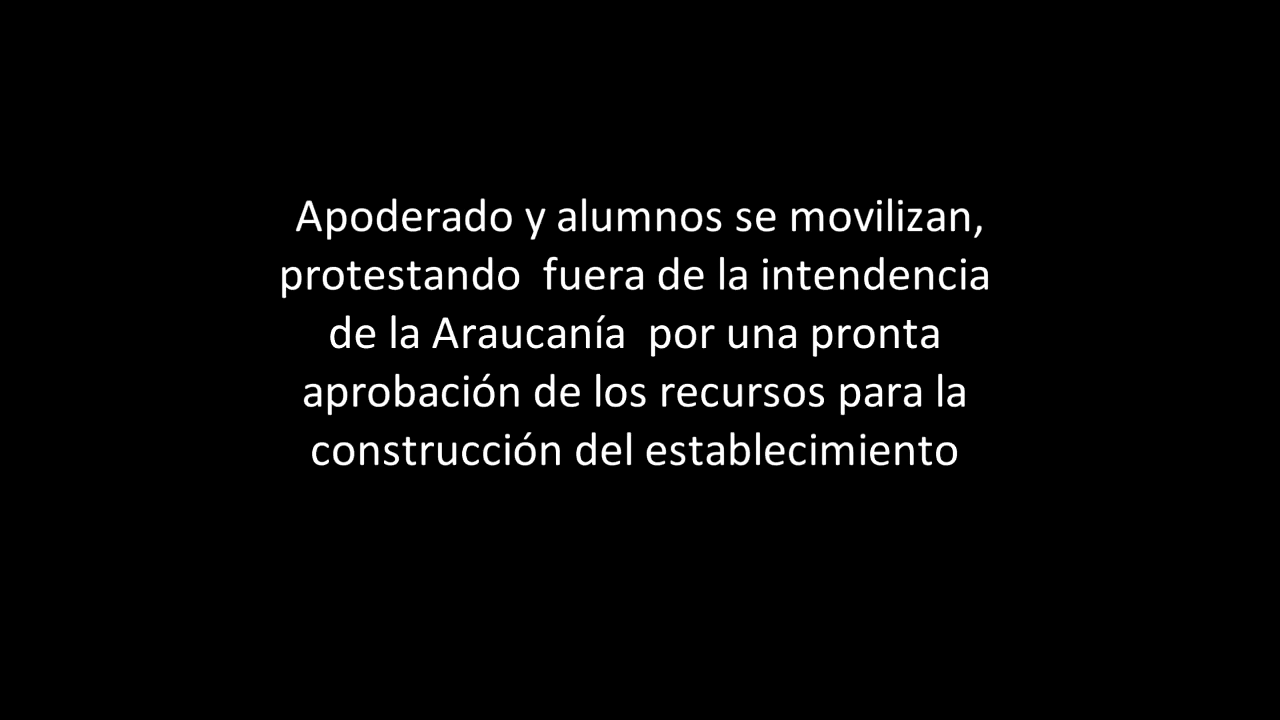 Apoderado y alumnos se movilizan,
protestando  fuera de la intendencia
de la Araucanía  por una pronta
aprobación de los recursos para la
construcción del establecimiento